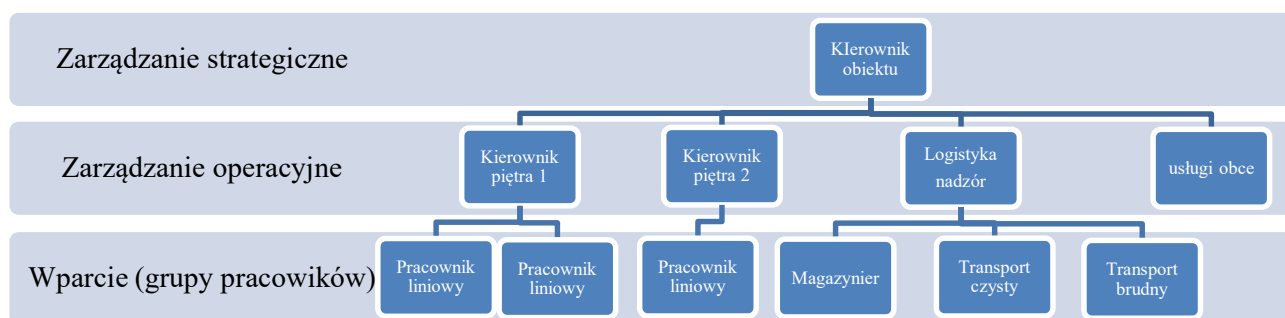 Zarządzanie strategiczne
KIerownik
obiektu
Zarządzanie operacyjne
Kierownik
piętra 1
Kierownik
piętra 2
Logistyka
nadzór
usługi obce
Wparcie (grupy pracowików)
Pracownik
liniowy
Pracownik
liniowy
Pracownik
liniowy
Magazynier
Transport
czysty
Transport
brudny